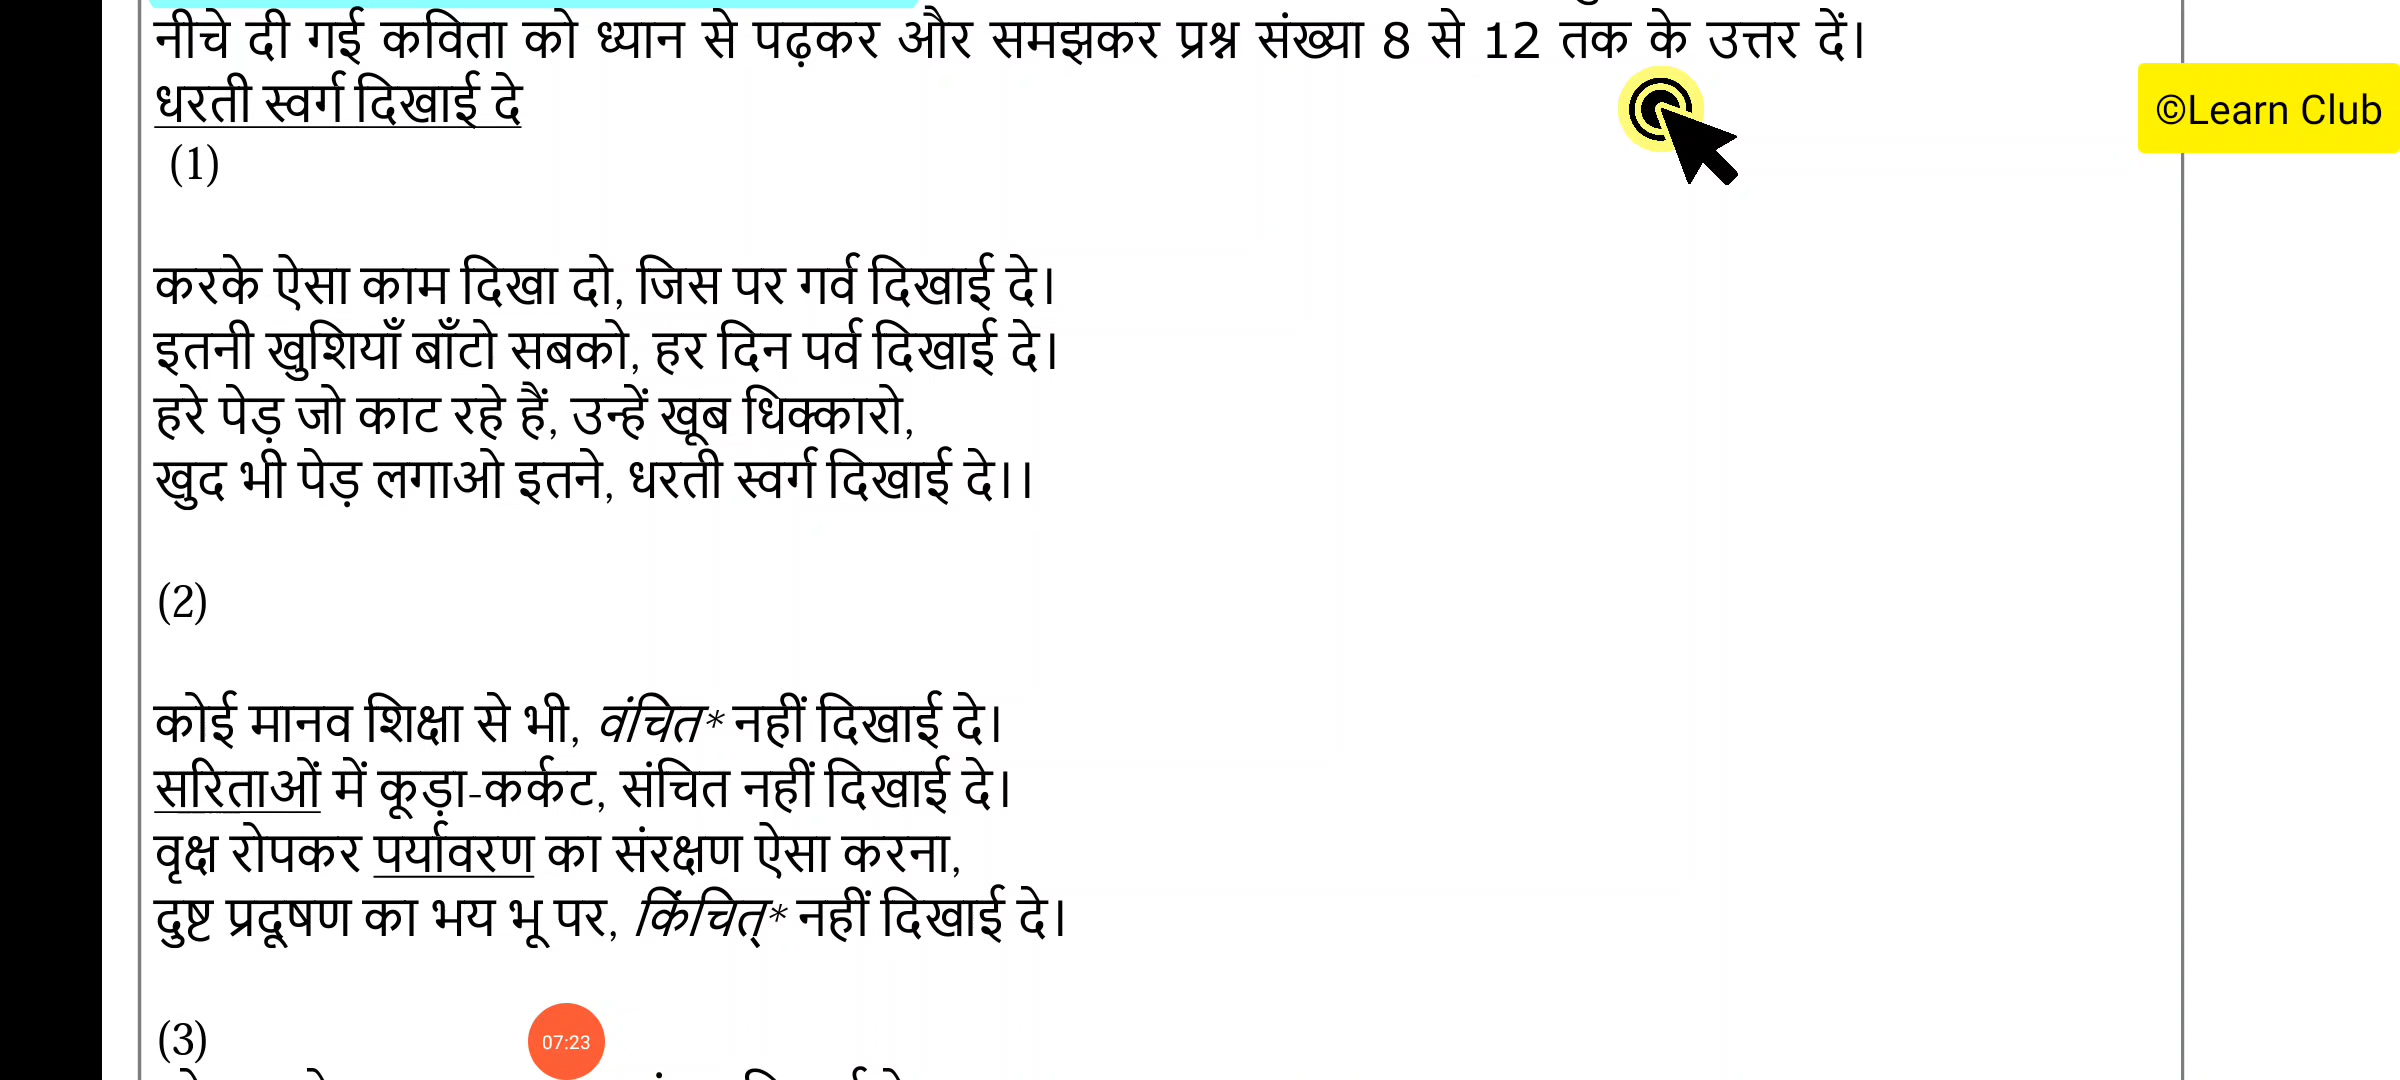 नीचे दी गई कविता को ध्यान से पढ़कर और समझकर प्रश्न संख्या 8 से 12 तक के उत्तर दें।
धरती स्वर्ग दिखाई दे
©Learn Club
(1)
करके ऐसा काम दिखा दो, जिस पर गर्व दिखाई दे।
इतनी खुशियाँ बाँटो सबको, हर दिन पर्व दिखाई दे।
हरे पेड़ जो काट रहे हैं, उन्हें खूब धिक्कारो,
खुद भी पेड़ लगाओ इतने, धरती स्वर्ग दिखाई दे।।
(2)
कोई मानव शिक्षा से भी, वंचित* नहीं दिखाई दे।
सरिताओं में कूड़ा-कर्कट, संचित नहीं दिखाई दे।
वृक्ष रोपकर पर्यावरण का संरक्षण ऐसा करना,
दुष्ट प्रदूषण का भय भू पर, किंचित्* नहीं दिखाई दे।
(3)
07:23